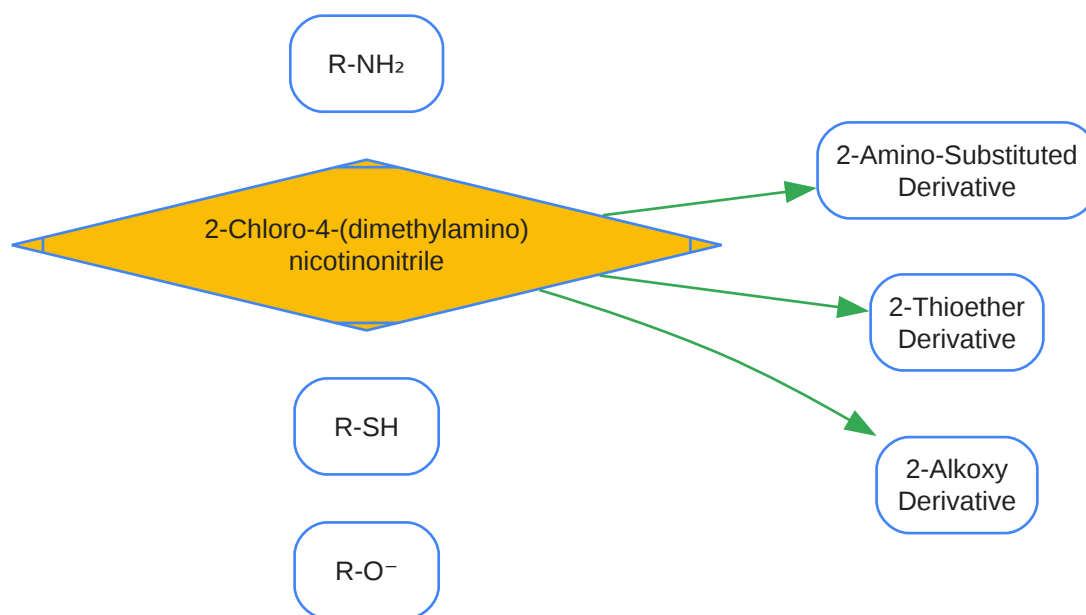 R-NH₂
2-Chloro-4-(dimethylamino)
nicotinonitrile
R-SH
R-O⁻
2-Amino-Substituted
Derivative
2-Thioether
Derivative
2-Alkoxy
Derivative